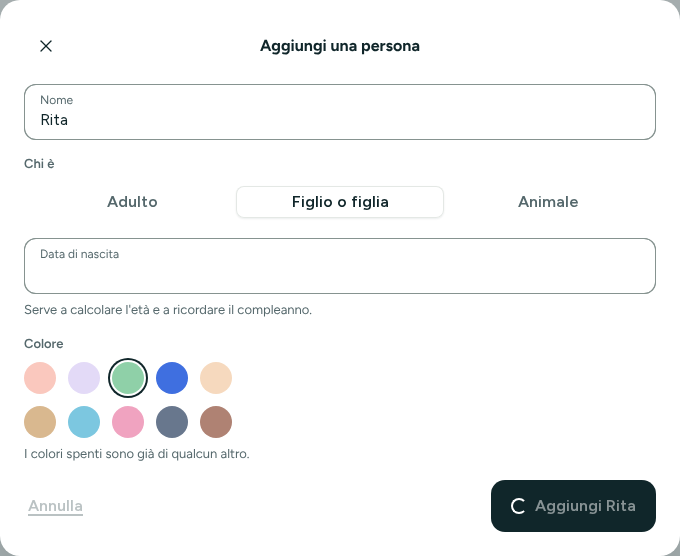 Aggiungi una persona
Nome
Rita
Chi è
Adulto
Figlio o figlia
Animale
Data di nascita
Serve a calcolare l'età e a ricordare il compleanno.
Colore
I colori spenti sono già di qualcun altro.
Annulla
Aggiungi Rita